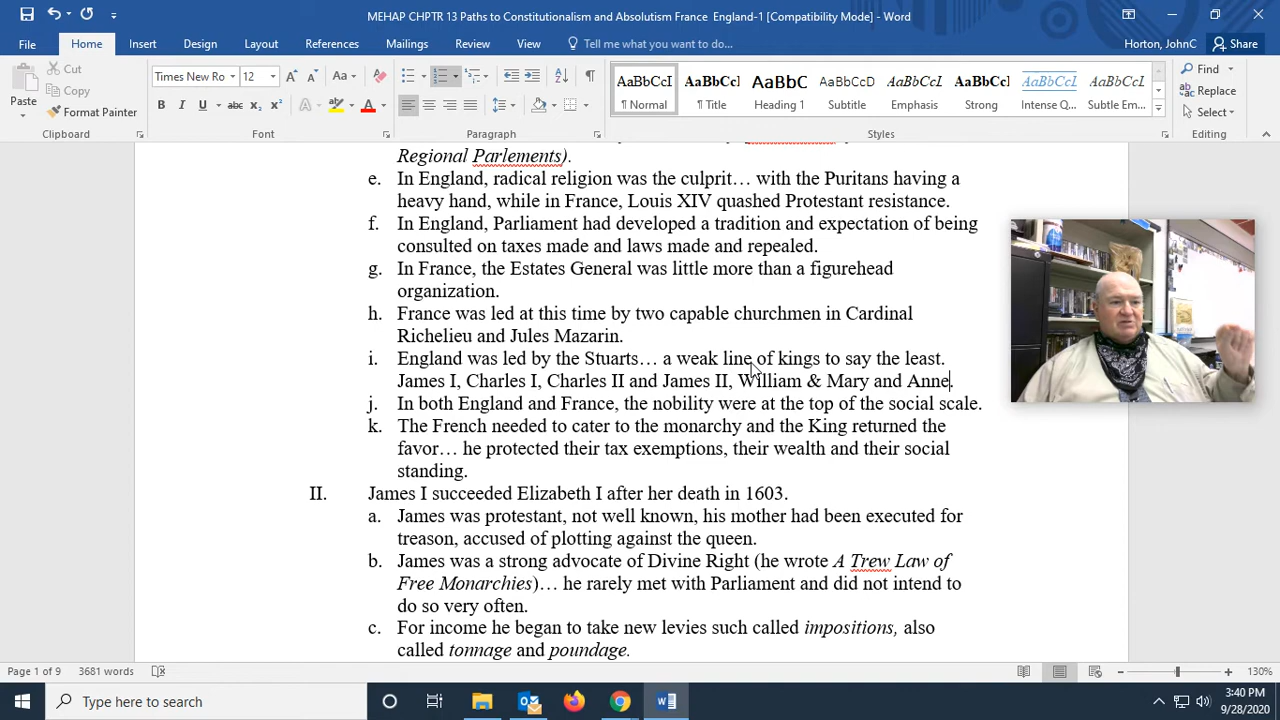 MEHAP CHPTR 13 Paths to Constitutionalism and Absolutism France England-1 [Compatibility Mode] - Word
File Home Insert Design Layout References Mailings Review View Tell me what you want to do... Horton, JohnC Share
Paste
Cut
Copy
Format Painter
Clipboard
Times New Ro 12 A A Aa
B I U abc x2 x2 A A
Font
Paragraph
AaBbCcI AaBbCcI AaBbC AaBbCcD AaBbCcI AaBbCcI AaBbCcI AaBbCcD
¶ Normal ¶ Title Heading 1 Subtitle Emphasis Strong Intense Q... Subtle Em...
Styles
Find
Replace
Select
Editing
Regional Parlements).
e. In England, radical religion was the culprit… with the Puritans having a
heavy hand, while in France, Louis XIV quashed Protestant resistance.
f. In England, Parliament had developed a tradition and expectation of being
consulted on taxes made and laws made and repealed.
g. In France, the Estates General was little more than a figurehead
organization.
h. France was led at this time by two capable churchmen in Cardinal
Richelieu and Jules Mazarin.
i. England was led by the Stuarts… a weak line of kings to say the least.
James I, Charles I, Charles II and James II, William & Mary and Anne.
j. In both England and France, the nobility were at the top of the social scale.
k. The French needed to cater to the monarchy and the King returned the
favor… he protected their tax exemptions, their wealth and their social
standing.
II. James I succeeded Elizabeth I after her death in 1603.
a. James was protestant, not well known, his mother had been executed for
treason, accused of plotting against the queen.
b. James was a strong advocate of Divine Right (he wrote A Trew Law of
Free Monarchies)… he rarely met with Parliament and did not intend to
do so very often.
c. For income he began to take new levies such called impositions, also
called tonnage and poundage.
Page 1 of 9 3681 words 130%
Type here to search
3:40 PM
9/28/2020